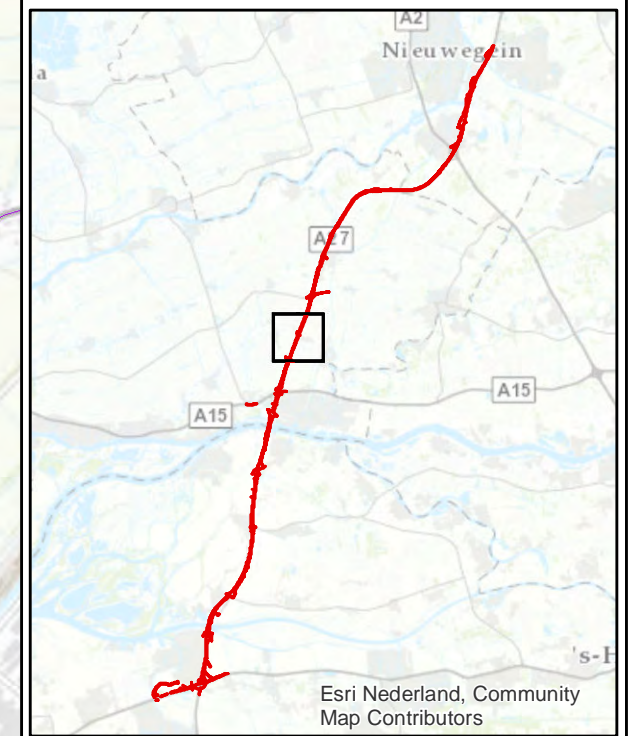 A2
Nieuwegein
a
A27
A15
A15
's-H
Esri Nederland, Community
Map Contributors